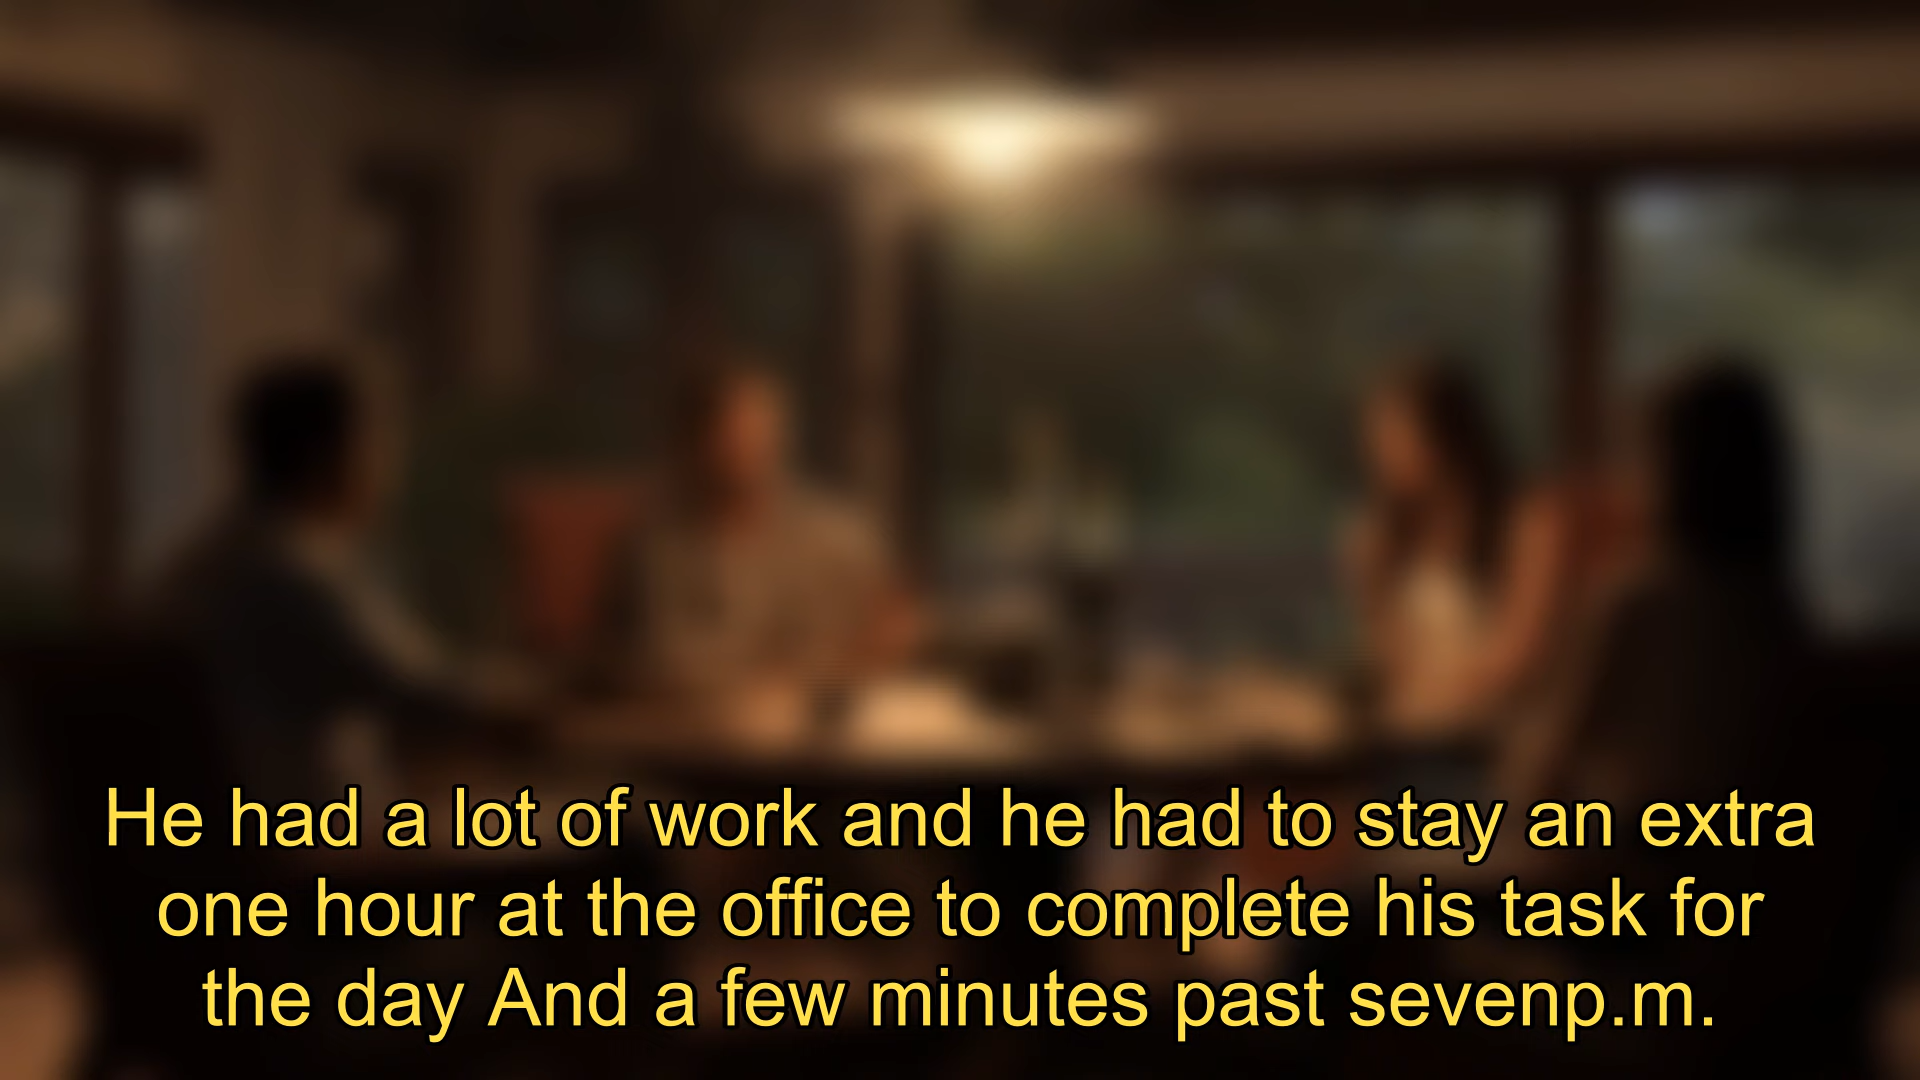 He had a lot of work and he had to stay an extra
one hour at the office to complete his task for
the day And a few minutes past sevenp.m.